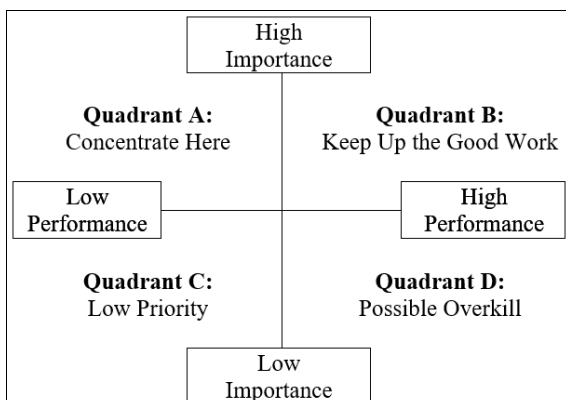 High
Importance
Quadrant A:
Concentrate Here
Quadrant B:
Keep Up the Good Work
Low
Performance
High
Performance
Quadrant C:
Low Priority
Quadrant D:
Possible Overkill
Low
Importance